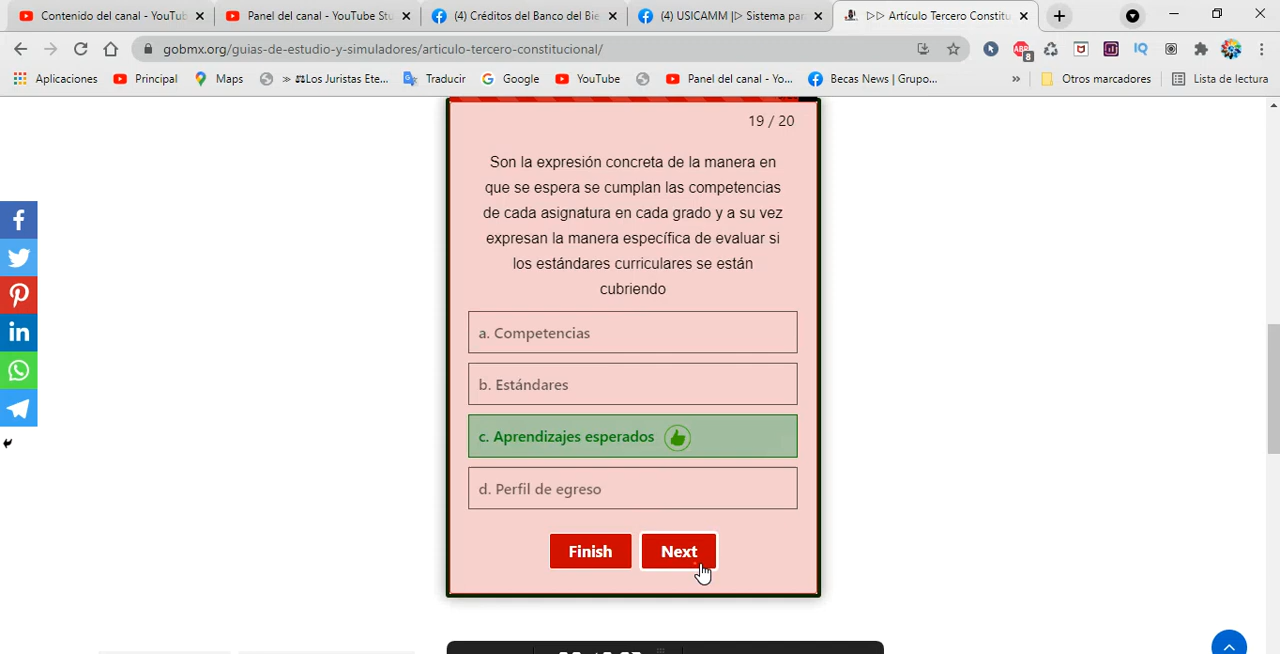 Contenido del canal - YouTub
Panel del canal - YouTube Stu
(4) Créditos del Banco del Bie
(4) USICAMM |▷ Sistema par
▷▷ Artículo Tercero Constitu
gobmx.org/guias-de-estudio-y-simuladores/articulo-tercero-constitucional/
ABP
8
IQ
Aplicaciones
Principal
Maps
» ⚖Los Juristas Ete...
Traducir
Google
YouTube
Panel del canal - Yo...
Becas News | Grupo...
»
Otros marcadores
Lista de lectura
19 / 20
Son la expresión concreta de la manera en
que se espera se cumplan las competencias
de cada asignatura en cada grado y a su vez
expresan la manera específica de evaluar si
los estándares curriculares se están
cubriendo
a. Competencias
b. Estándares
c. Aprendizajes esperados
d. Perfil de egreso
Finish
Next